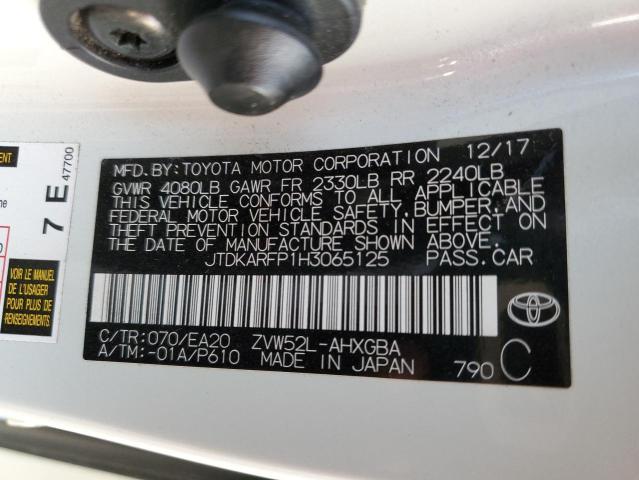 MFD.BY:TOYOTA MOTOR CORPORATION 12/17
GVWR 4080LB GAWR FR 2330LB RR 2240LB
THIS VEHICLE CONFORMS TO ALL APPLICABLE
FEDERAL MOTOR VEHICLE SAFETY,BUMPER,AND
THEFT PREVENTION STANDARDS IN EFFECT ON
THE DATE OF MANUFACTURE SHOWN ABOVE.
JTDKARFP1H3065125 PASS.CAR
C/TR:070/EA20 ZVW52L-AHXGBA
A/TM:-01A/P610 MADE IN JAPAN 790 C
TOYOTA
7 E 47700
VOIR LE MANUEL
DE L'USAGER
POUR PLUS DE
RENSEIGNEMENTS